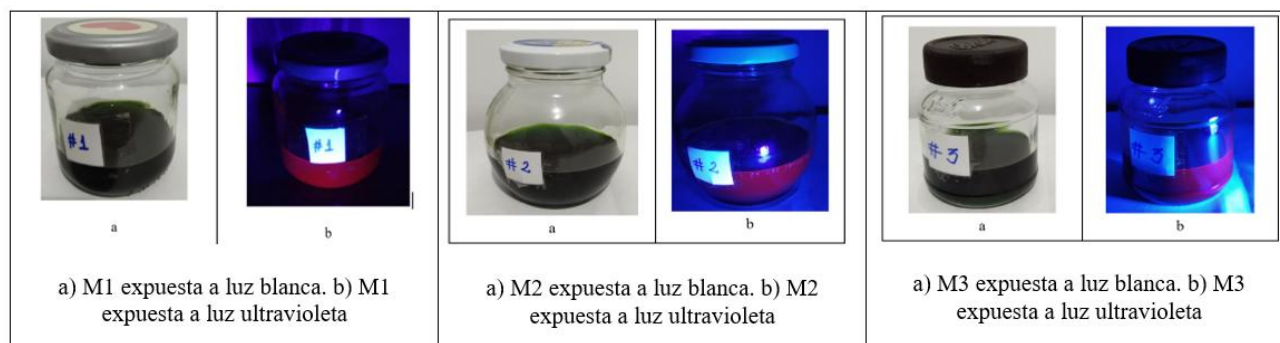 #1
#1
a
b
a) M1 expuesta a luz blanca. b) M1
expuesta a luz ultravioleta
#2
#2
a
b
a) M2 expuesta a luz blanca. b) M2
expuesta a luz ultravioleta
#3
#3
a
b
a) M3 expuesta a luz blanca. b) M3
expuesta a luz ultravioleta